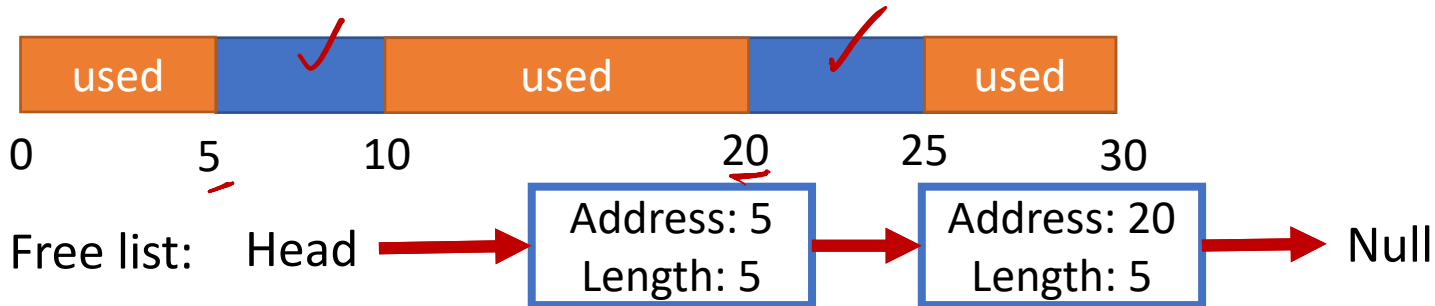 used used used
0 5 10 20 25 30
Free list: Head Address: 5 Address: 20 Null
Length: 5 Length: 5